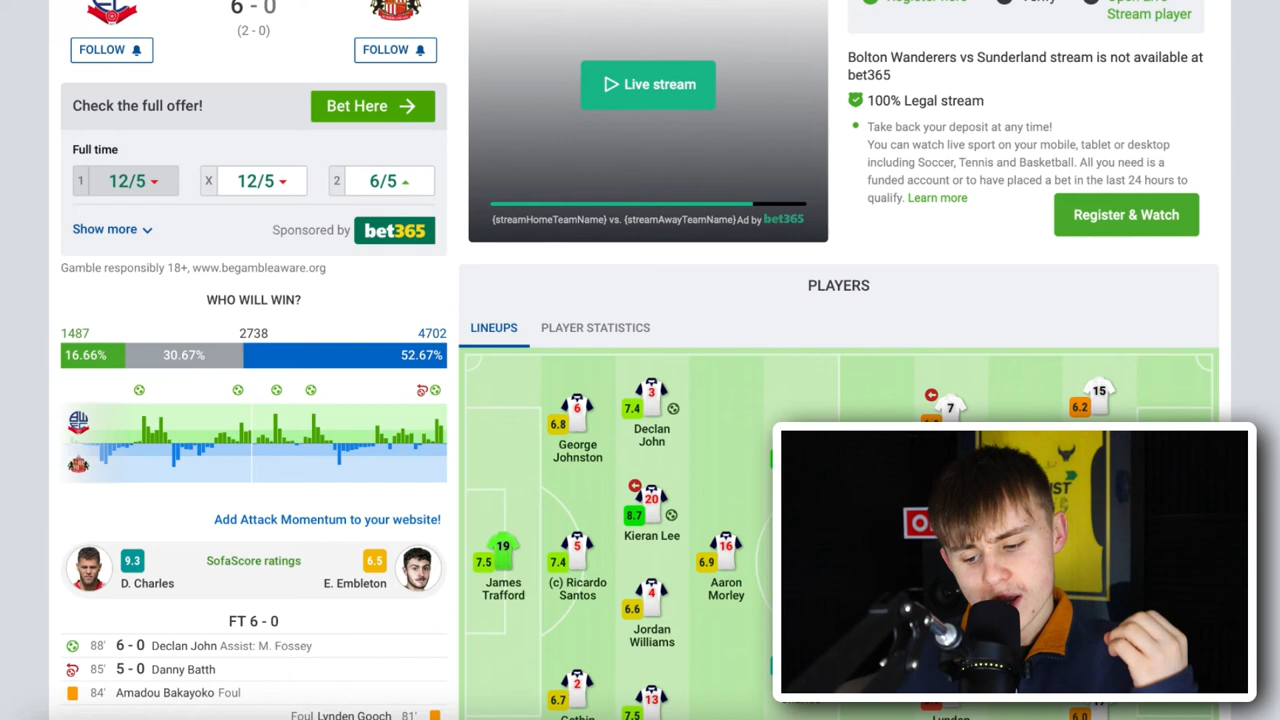 6 - 0
(2 - 0)
FOLLOW
FOLLOW
Check the full offer!
Bet Here
Full time
1 12/5
X 12/5
2 6/5
Show more
Sponsored by bet365
Gamble responsibly 18+, www.begambleaware.org
WHO WILL WIN?
1487 2738 4702
16.66% 30.67% 52.67%
Add Attack Momentum to your website!
9.3 SofaScore ratings 6.5
D. Charles E. Embleton
FT 6 - 0
88' 6 - 0 Declan John Assist: M. Fossey
85' 5 - 0 Danny Batth
84' Amadou Bakayoko Foul
Foul Lynden Gooch 81'
Live stream
{streamHomeTeamName} vs. {streamAwayTeamName} Ad by bet365
Register here Verify Open Live
Stream player
Bolton Wanderers vs Sunderland stream is not available at
bet365
100% Legal stream
Take back your deposit at any time!
You can watch live sport on your mobile, tablet or desktop
including Soccer, Tennis and Basketball. All you need is a
funded account or to have placed a bet in the last 24 hours to
qualify. Learn more
Register & Watch
PLAYERS
LINEUPS PLAYER STATISTICS
3
7.4
Declan
John
6
6.8
George
Johnston
7
15
6.2
20
8.7
Kieran Lee
19
7.5
James
Trafford
5
7.4
(c) Ricardo
Santos
16
6.9
Aaron
Morley
4
6.6
Jordan
Williams
2
6.7
13
7.5
17
6.0